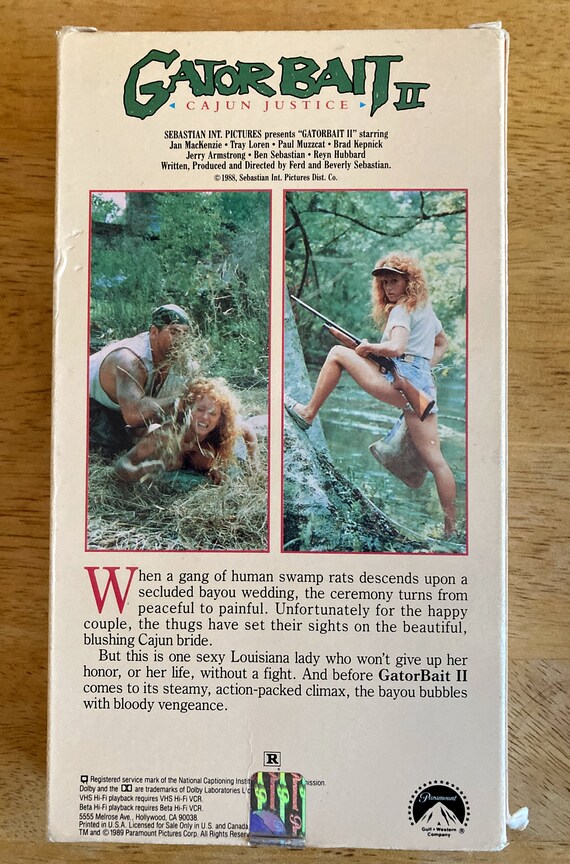 GATOR BAIT II
CAJUN JUSTICE
SEBASTIAN INT. PICTURES presents "GATORBAIT II" starring
Jan MacKenzie • Tray Loren • Paul Muzzcat • Brad Kepnick
Jerry Armstrong • Ben Sebastian • Reyn Hubbard
Written, Produced and Directed by Ferd and Beverly Sebastian.
©1988, Sebastian Int. Pictures Dist. Co.
When a gang of human swamp rats descends upon a
secluded bayou wedding, the ceremony turns from
peaceful to painful. Unfortunately for the happy
couple, the thugs have set their sights on the beautiful,
blushing Cajun bride.
But this is one sexy Louisiana lady who won't give up her
honor, or her life, without a fight. And before GatorBait II
comes to its steamy, action-packed climax, the bayou bubbles
with bloody vengeance.
R
Registered service mark of the National Captioning
Dolby and the DD are trademarks of Dolby Laboratories
VHS Hi-Fi playback requires VHS Hi-Fi VCR.
Beta Hi-Fi playback requires Beta Hi-Fi VCR.
5555 Melrose Ave., Hollywood, CA 90038.
Printed in U.S.A. Licensed for Sale Only in U.S. and Canada
TM and © 1989 Paramount Pictures Corp. All Rights
Paramount
Gulf+Western
Company
®